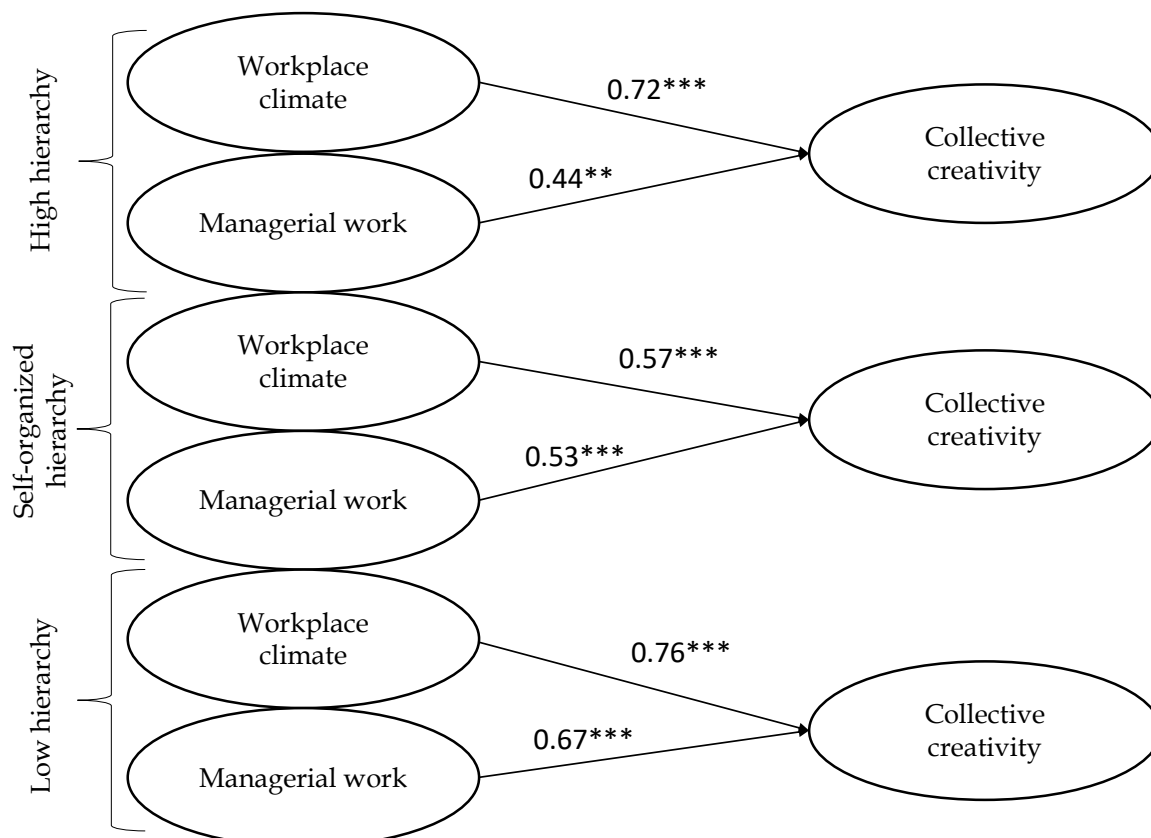 High hierarchy
Workplace
climate
0.72***
Managerial work
0.44**
Collective
creativity
Self-organized
hierarchy
Workplace
climate
0.57***
Managerial work
0.53***
Collective
creativity
Low hierarchy
Workplace
climate
0.76***
Managerial work
0.67***
Collective
creativity